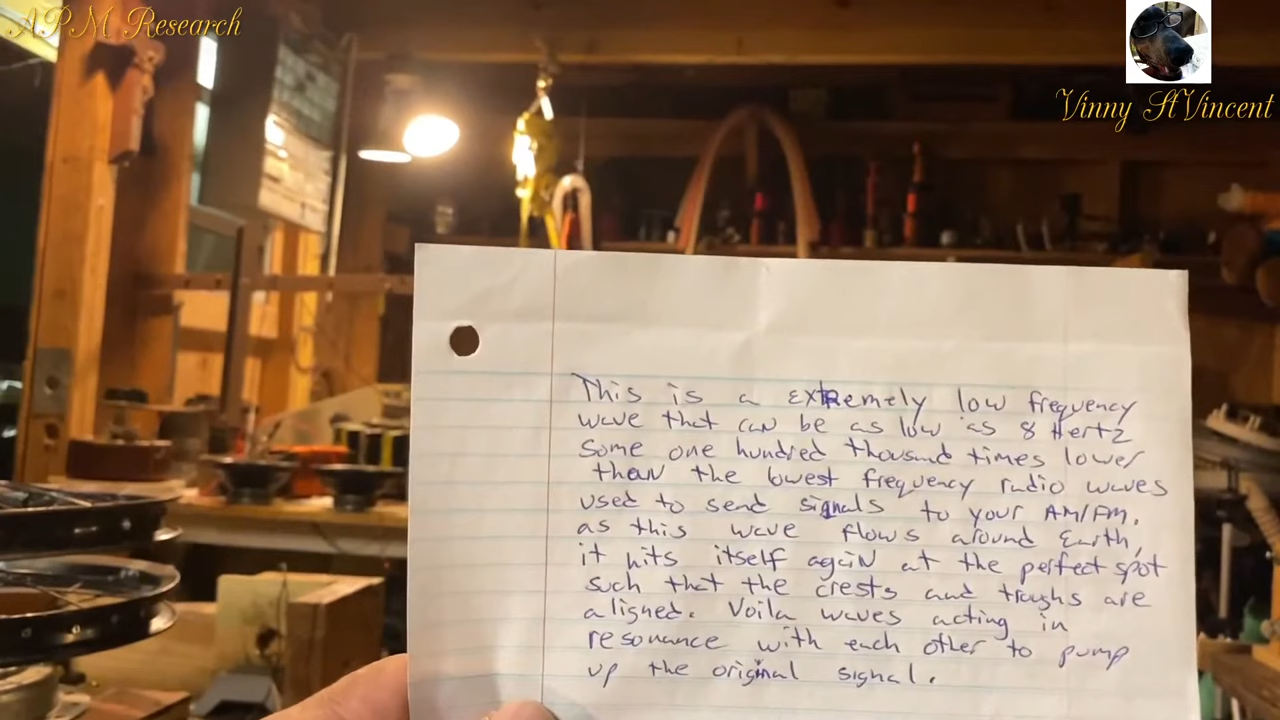 APM Research
Vinny StVincent
This is a extremely low frequency
wave that can be as low as 8 Hertz
some one hundred thousand times lower
than the lowest frequency radio waves
used to send signals to your AM/FM.
as this wave flows around Earth,
it hits itself again at the perfect spot
such that the crests and troughs are
aligned. Voila waves acting in
resonance with each other to pump
up the original signal.